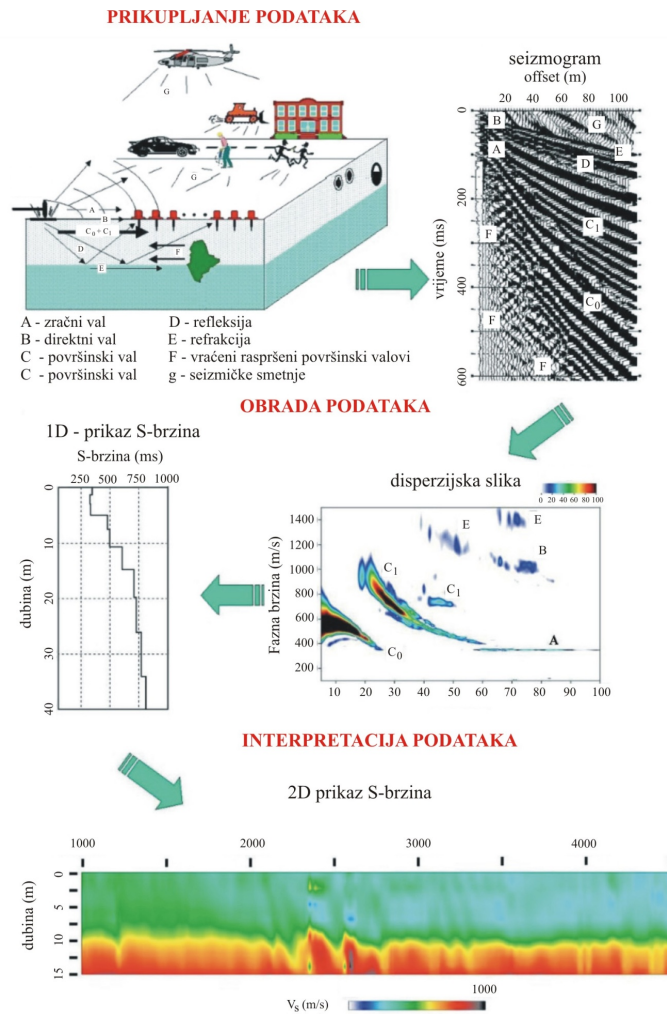 PRIKUPLJANJE PODATAKA
G
G
A
B
C0 + C1
D
E
F
A - zračni val
B - direktni val
C - površinski val
C - površinski val
D - refleksija
E - refrakcija
F - vraćeni raspršeni površinski valovi
g - seizmičke smetnje
seizmogram
offset (m)
20 40 60 80 100
vrijeme (ms)
0
200
400
600
B
G
A
E
D
F
C1
C0
F
F
OBRADA PODATAKA
1D - prikaz S-brzina
S-brzina (ms)
250 500 750 1000
dubina (m)
0
10
20
30
40
disperzijska slika
0 20 40 60 80 100
Fazna brzina (m/s)
1400
1200
1000
800
600
400
200
E
E
B
C1
C1
A
C0
10 20 30 40 50 60 70 80 90 100
INTERPRETACIJA PODATAKA
2D prikaz S-brzina
1000 2000 3000 4000
dubina (m)
0
5
10
15
1000
Vs (m/s)